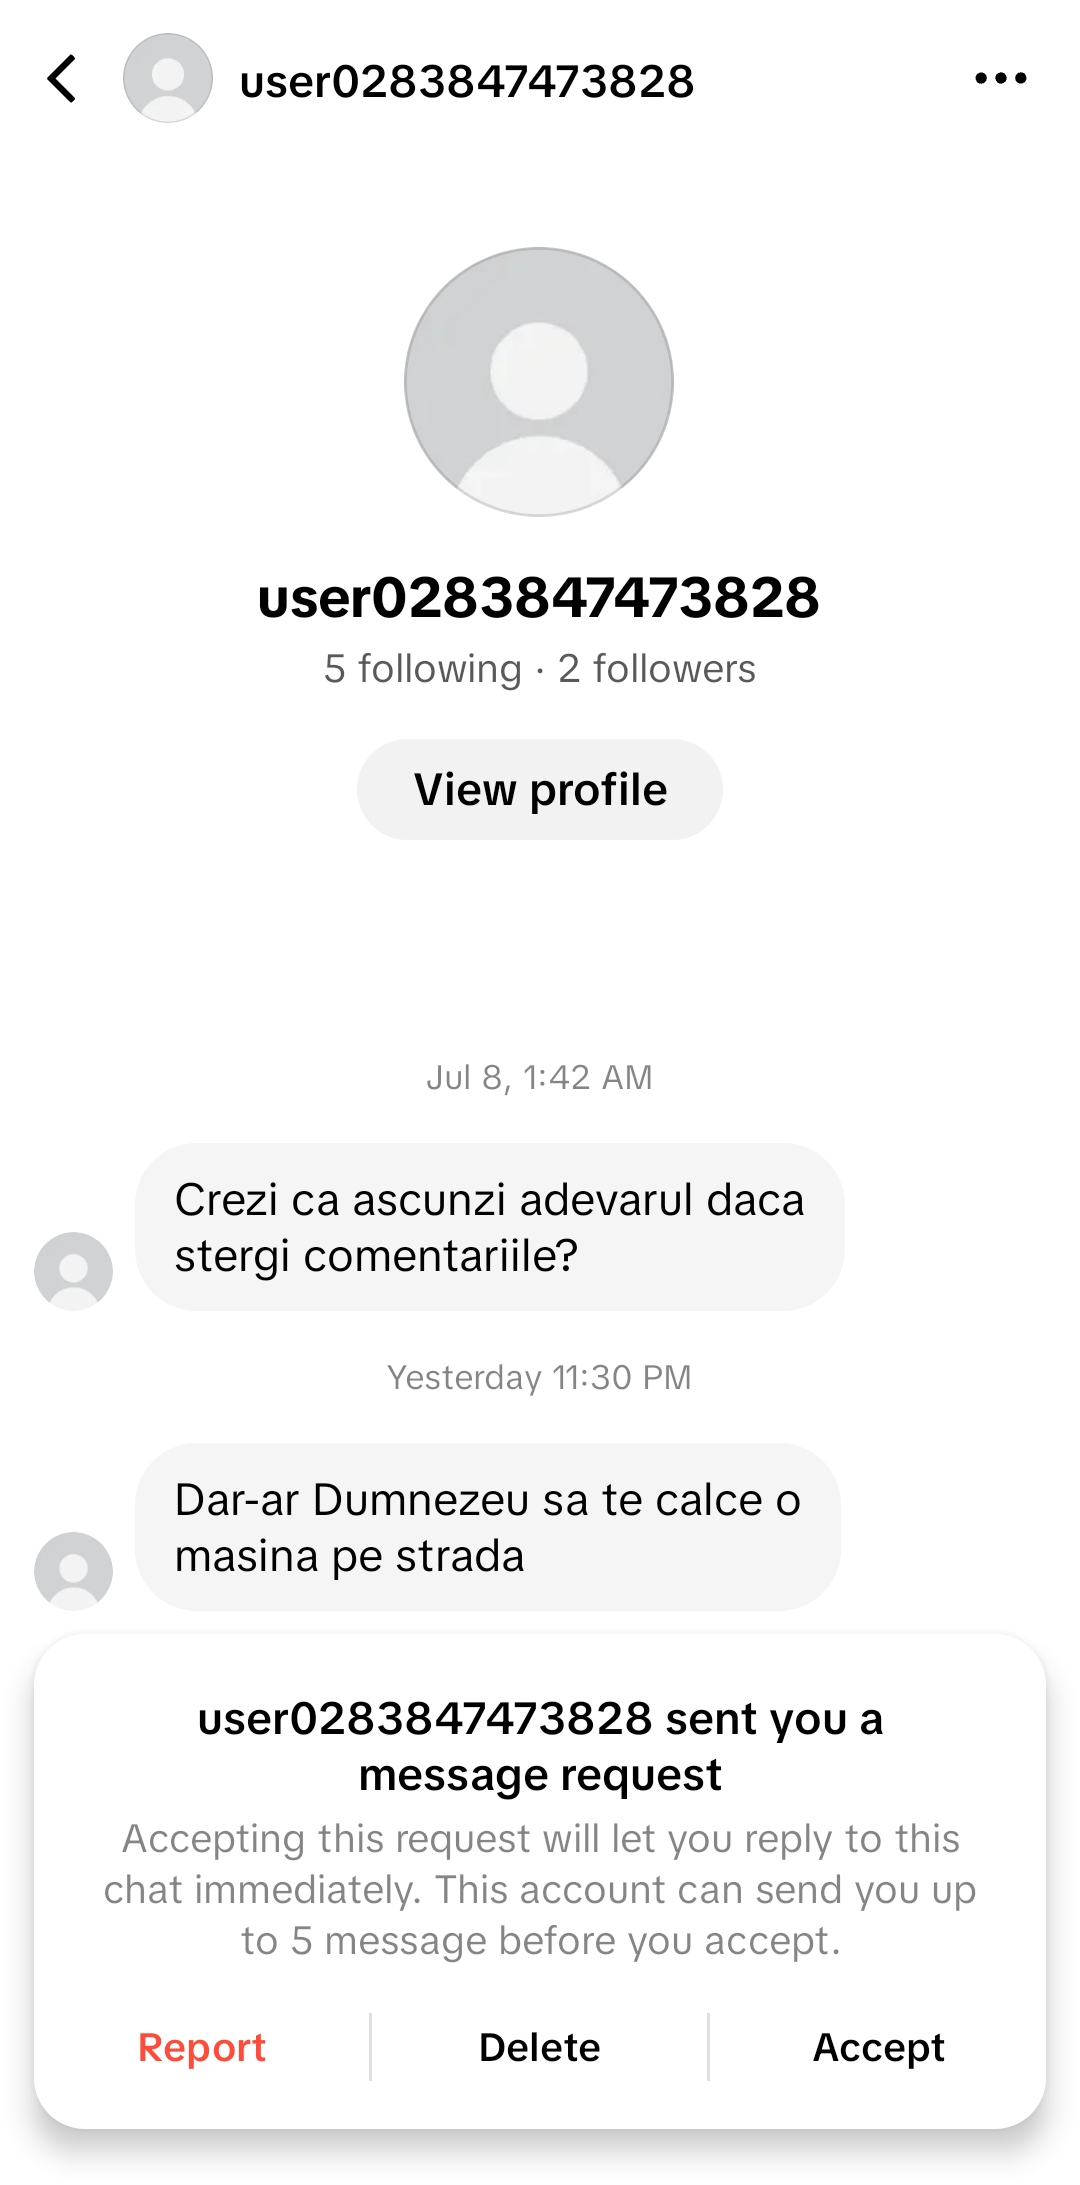 user0283847473828
user0283847473828
5 following · 2 followers
View profile
Jul 8, 1:42 AM
Crezi ca ascunzi adevarul daca
stergi comentariile?
Yesterday 11:30 PM
Dar-ar Dumnezeu sa te calce o
masina pe strada
user0283847473828 sent you a
message request
Accepting this request will let you reply to this
chat immediately. This account can send you up
to 5 message before you accept.
Report
Delete
Accept